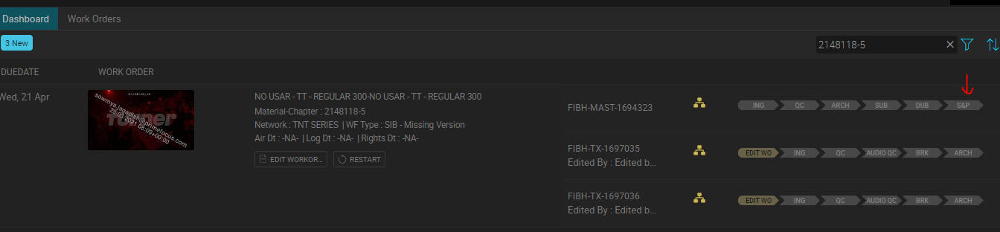 Dashboard
Work Orders
3 New
2148118-5
DUEDATE
WORK ORDER
Wed, 21 Apr
sowmya.jagadish@primefocus.com
29.03.2021 08:09+00:00
NO USAR - TT - REGULAR 300-NO USAR - TT - REGULAR 300
Material-Chapter : 2148118-5
Network : TNT SERIES | WF Type : SIB - Missing Version
Air Dt : -NA- | Log Dt : -NA- | Rights Dt : -NA-
EDIT WORKOR...
RESTART
FIBH-MAST-1694323
ING
QC
ARCH
SUB
DUB
S&P
FIBH-TX-1697035
Edited By : Edited b...
EDIT WO
ING
QC
AUDIO QC
BRK
ARCH
FIBH-TX-1697036
Edited By : Edited b...
EDIT WO
ING
QC
AUDIO QC
BRK
ARCH